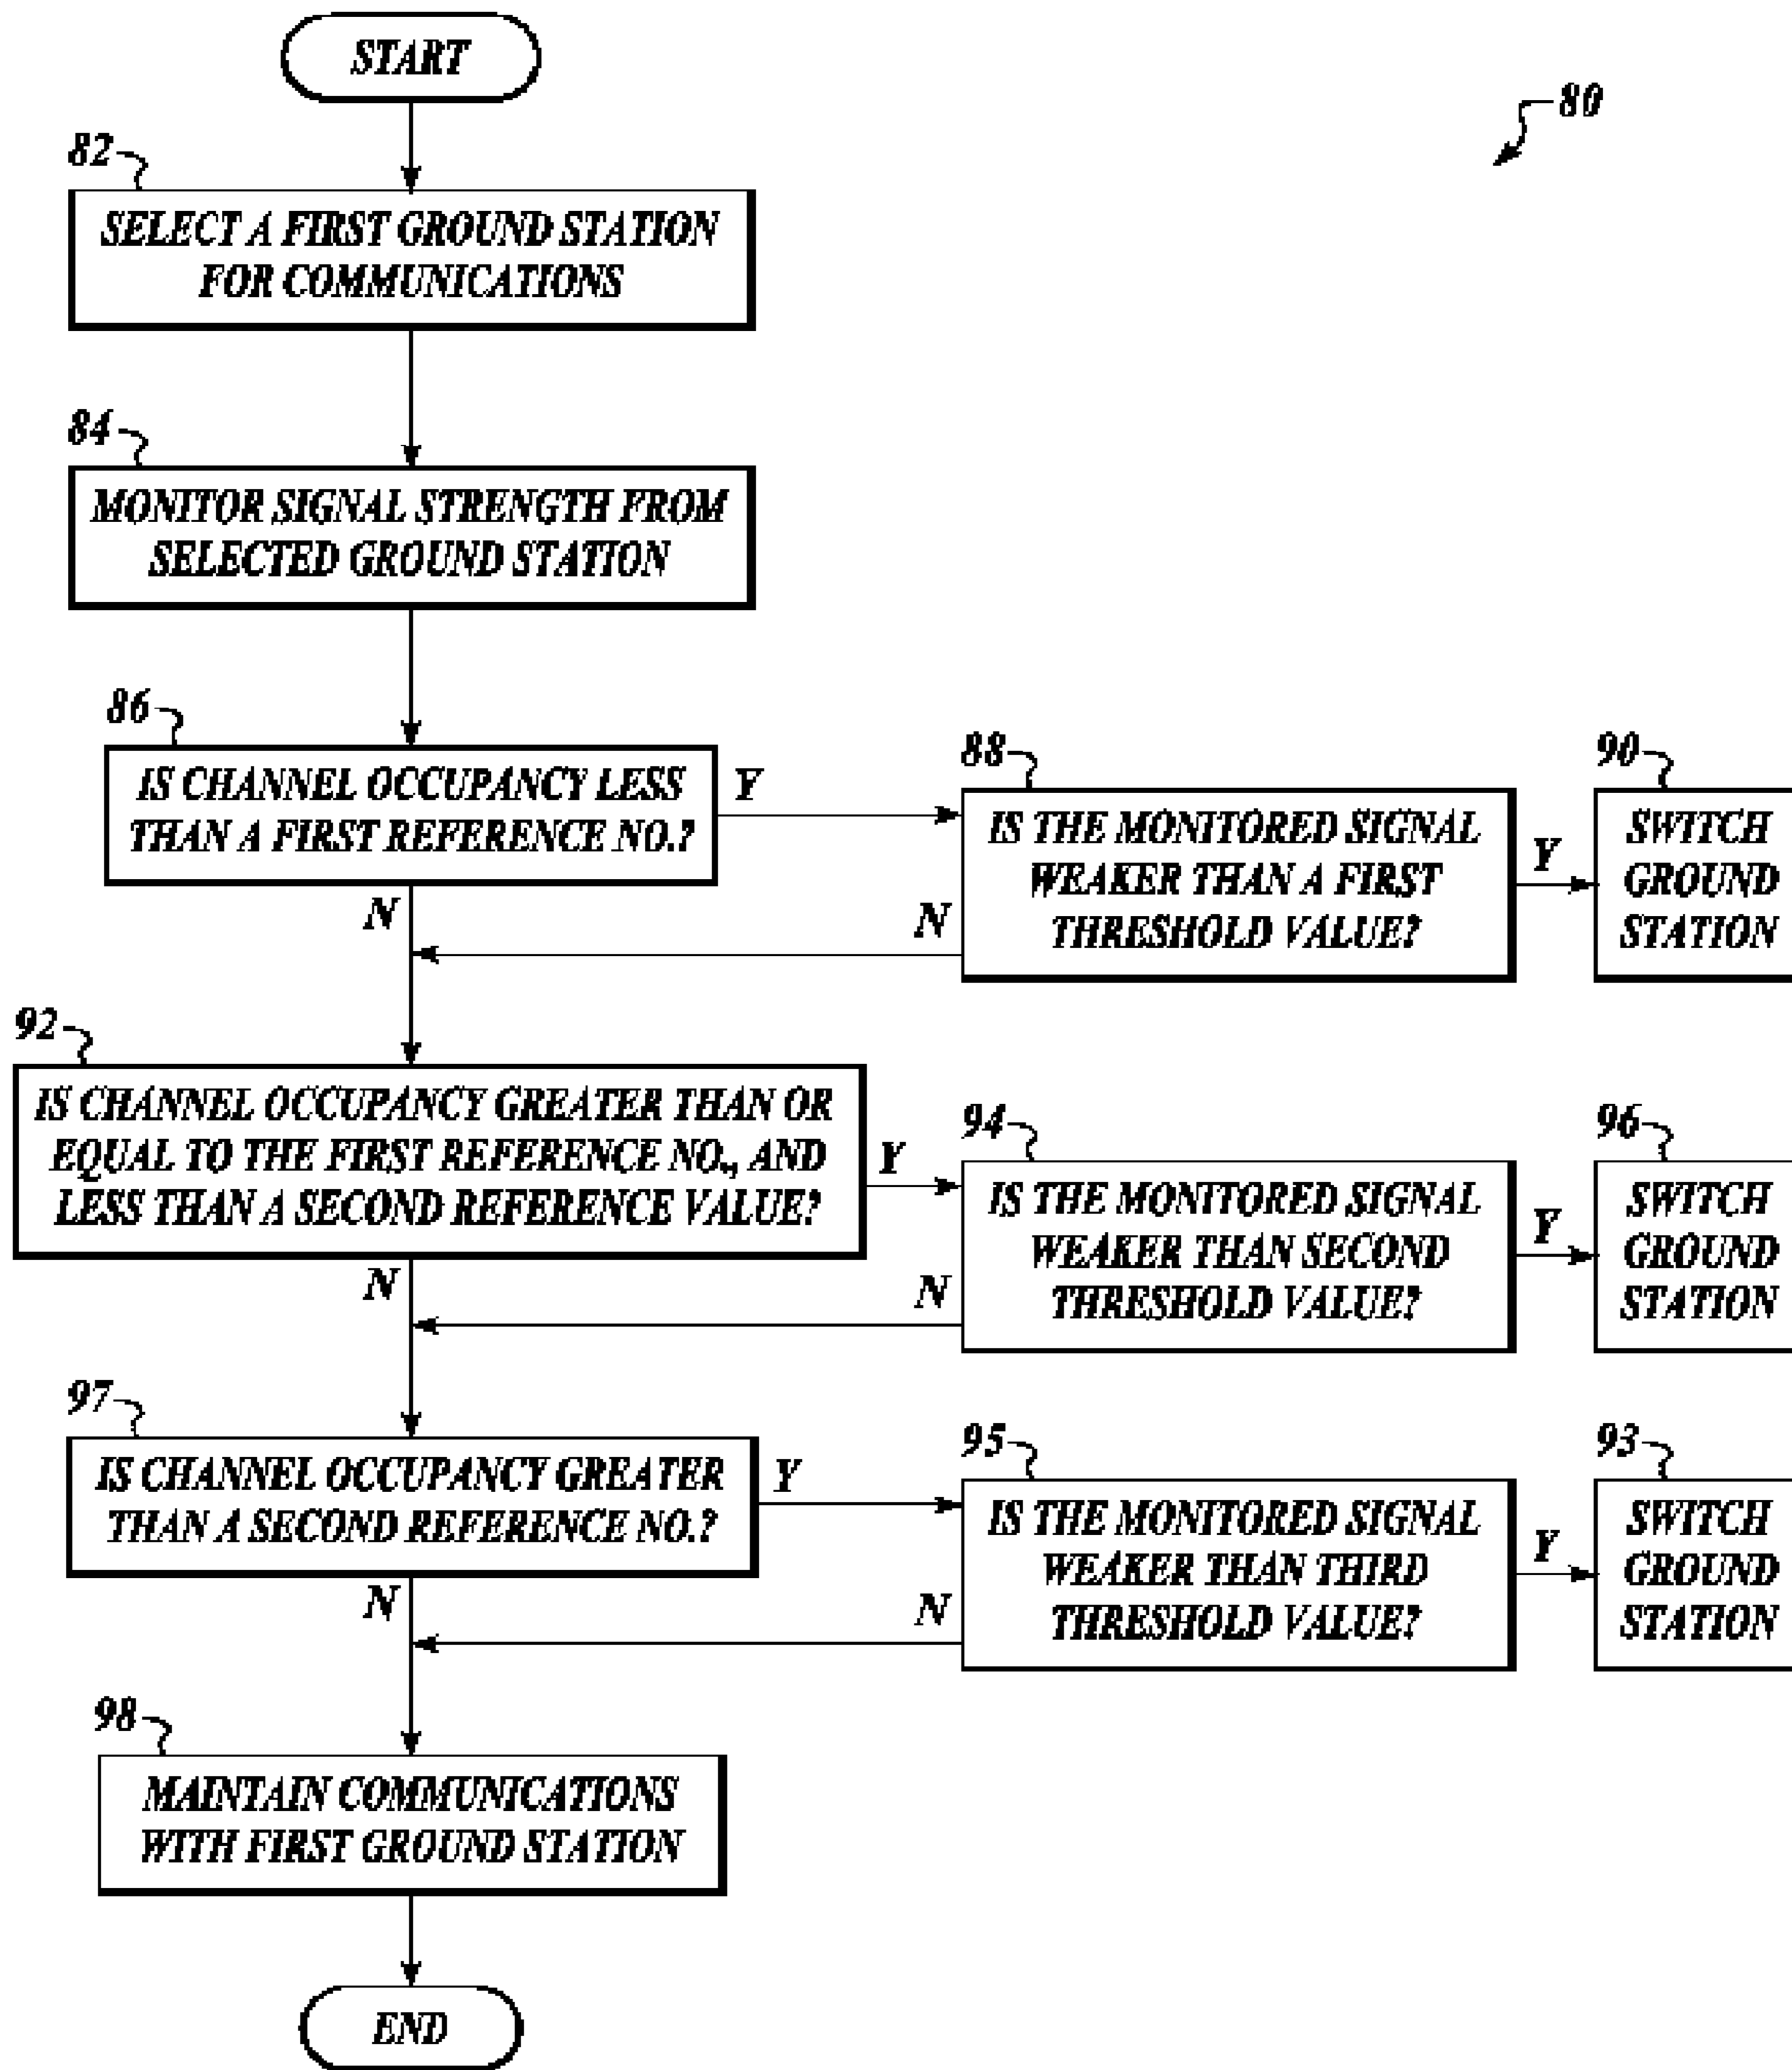 START
80
82
SELECT A FIRST GROUND STATION
FOR COMMUNICATIONS
84
MONITOR SIGNAL STRENGTH FROM
SELECTED GROUND STATION
86
IS CHANNEL OCCUPANCY LESS
THAN A FIRST REFERENCE NO.?
Y
N
88
IS THE MONITORED SIGNAL
WEAKER THAN A FIRST
THRESHOLD VALUE?
Y
N
90
SWITCH
GROUND
STATION
92
IS CHANNEL OCCUPANCY GREATER THAN OR
EQUAL TO THE FIRST REFERENCE NO., AND
LESS THAN A SECOND REFERENCE VALUE?
Y
N
94
IS THE MONITORED SIGNAL
WEAKER THAN SECOND
THRESHOLD VALUE?
Y
N
96
SWITCH
GROUND
STATION
97
IS CHANNEL OCCUPANCY GREATER
THAN A SECOND REFERENCE NO.?
Y
N
95
IS THE MONITORED SIGNAL
WEAKER THAN THIRD
THRESHOLD VALUE?
Y
N
93
SWITCH
GROUND
STATION
98
MAINTAIN COMMUNICATIONS
WITH FIRST GROUND STATION
END